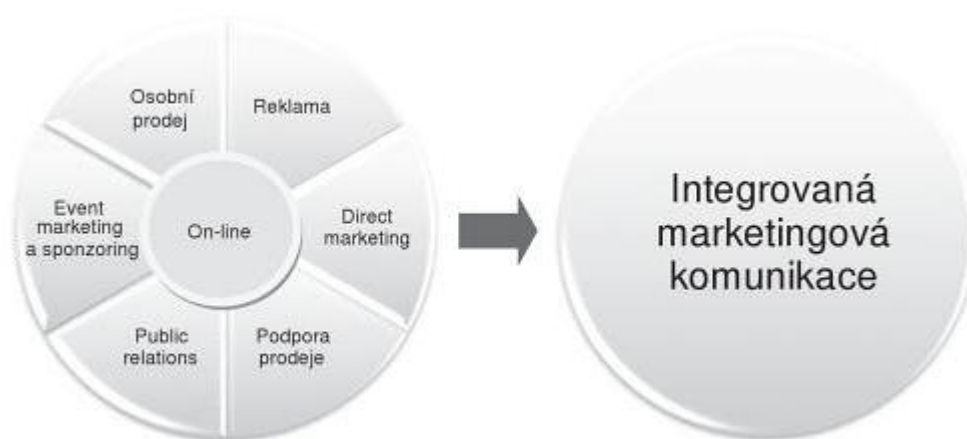 Osobní
prodej
Reklama
Event
marketing
a sponzoring
On-line
Direct
marketing
Public
relations
Podpora
prodeje
Integrovaná
marketingová
komunikace